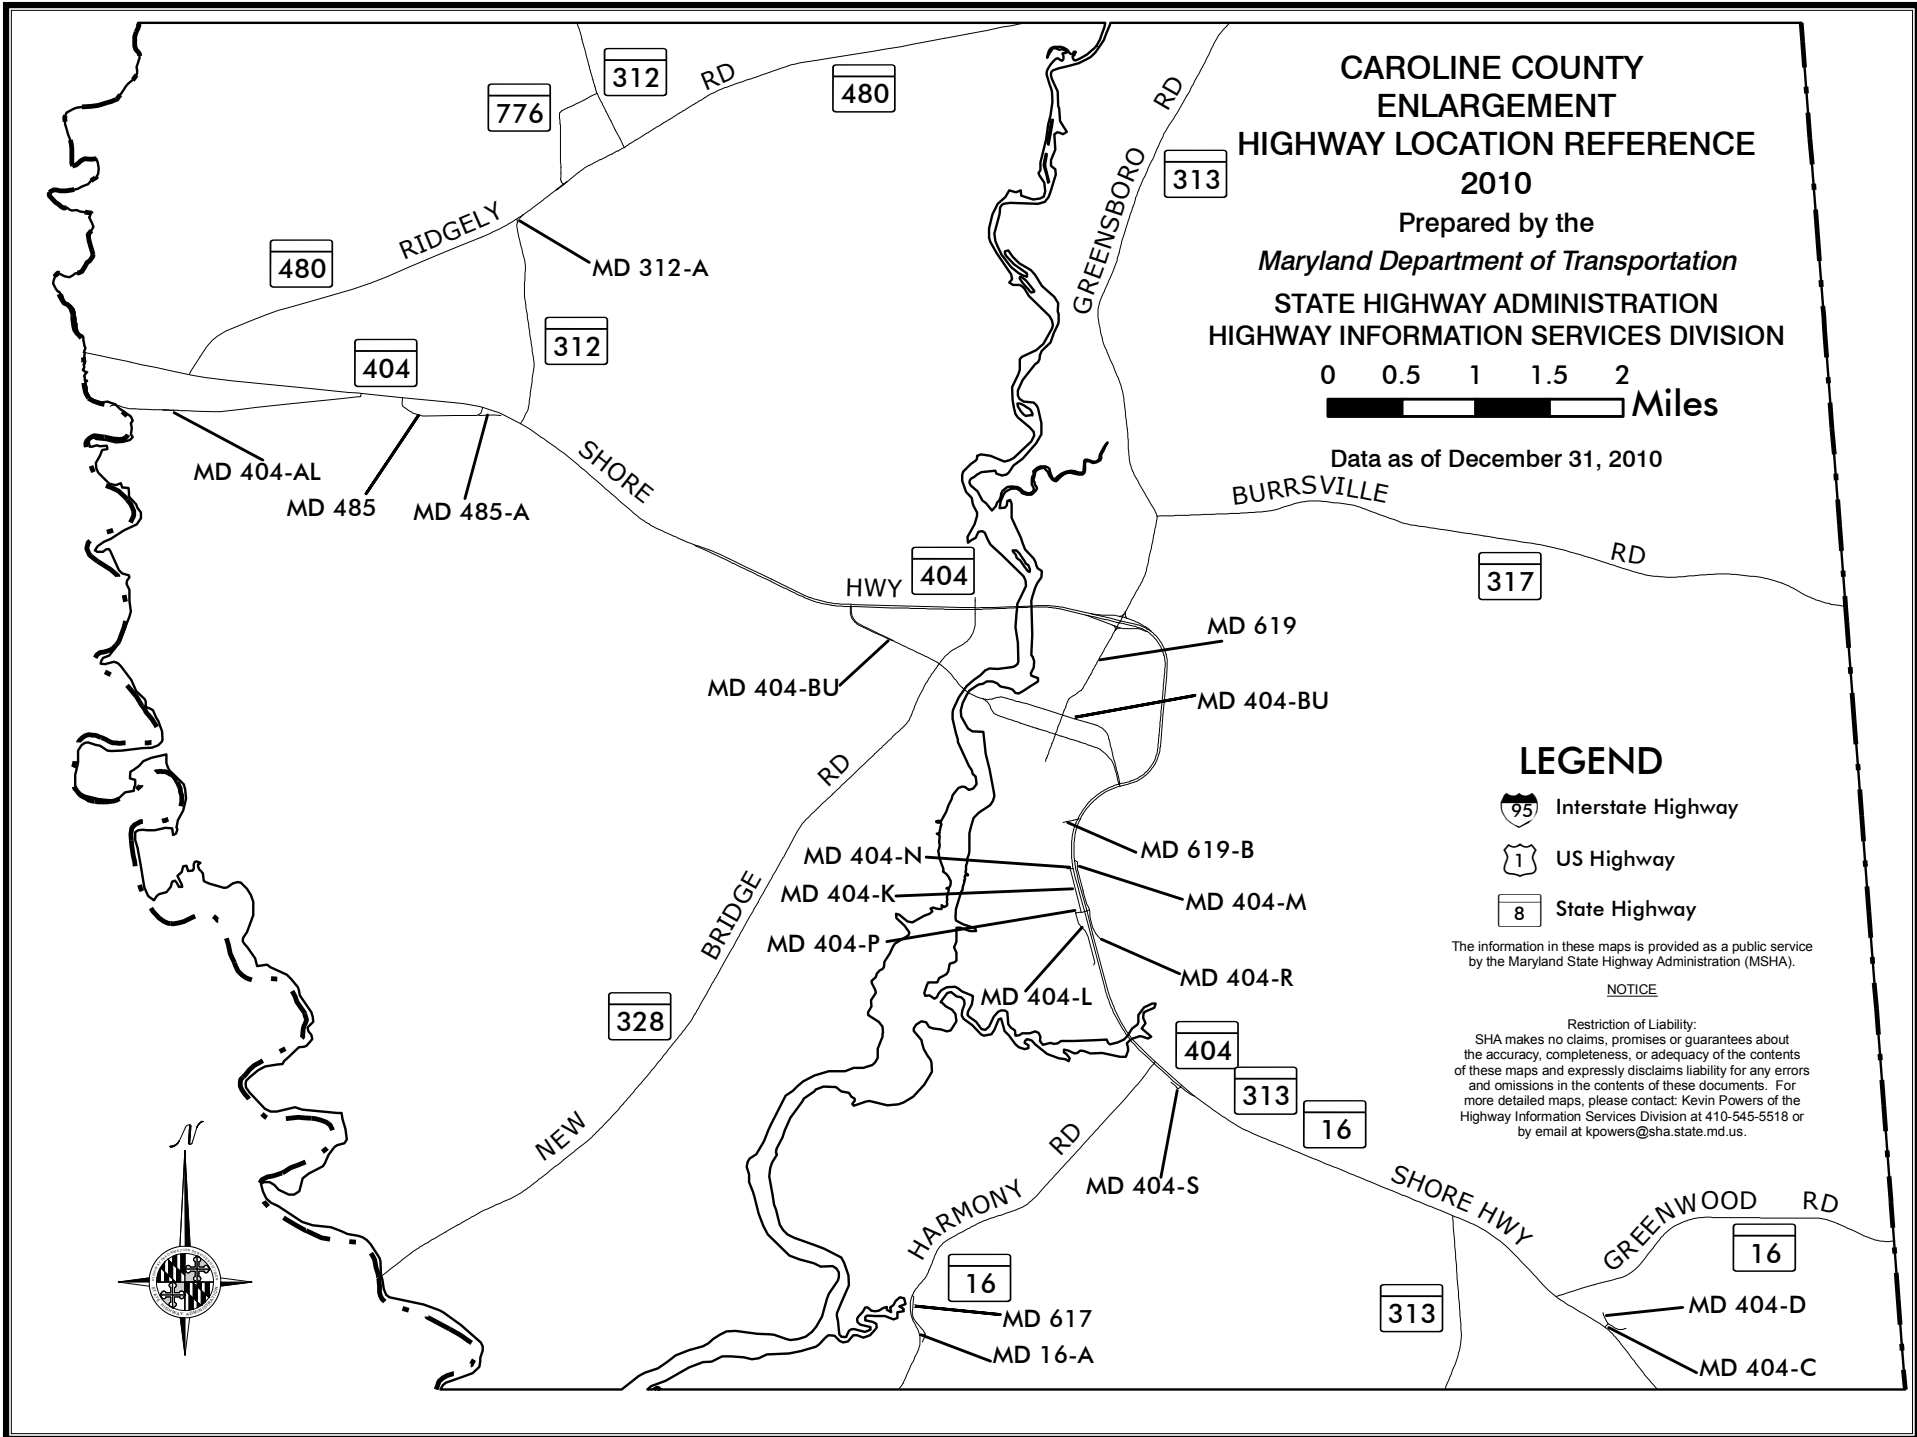 CAROLINE COUNTY
ENLARGEMENT
HIGHWAY LOCATION REFERENCE
2010
Prepared by the
Maryland Department of Transportation
STATE HIGHWAY ADMINISTRATION
HIGHWAY INFORMATION SERVICES DIVISION
0 0.5 1 1.5 2
Miles
Data as of December 31, 2010
312
776
RD
480
RIDGELY
480
MD 312-A
312
404
MD 404-AL
MD 485
MD 485-A
SHORE
HWY
404
RD
313
GREENSBORO
BURRSVILLE
RD
317
MD 619
MD 404-BU
MD 404-BU
RD
BRIDGE
NEW
328
MD 619-B
MD 404-N
MD 404-K
MD 404-M
MD 404-P
MD 404-R
MD 404-L
404
313
16
MD 404-S
RD
HARMONY
16
MD 617
MD 16-A
SHORE HWY
313
GREENWOOD RD
16
MD 404-D
MD 404-C
LEGEND
95 Interstate Highway
1 US Highway
8 State Highway
The information in these maps is provided as a public service
by the Maryland State Highway Administration (MSHA).
NOTICE
Restriction of Liability:
SHA makes no claims, promises or guarantees about
the accuracy, completeness, or adequacy of the contents
of these maps and expressly disclaims liability for any errors
and omissions in the contents of these documents. For
more detailed maps, please contact: Kevin Powers of the
Highway Information Services Division at 410-545-5518 or
by email at kpowers@sha.state.md.us.
N